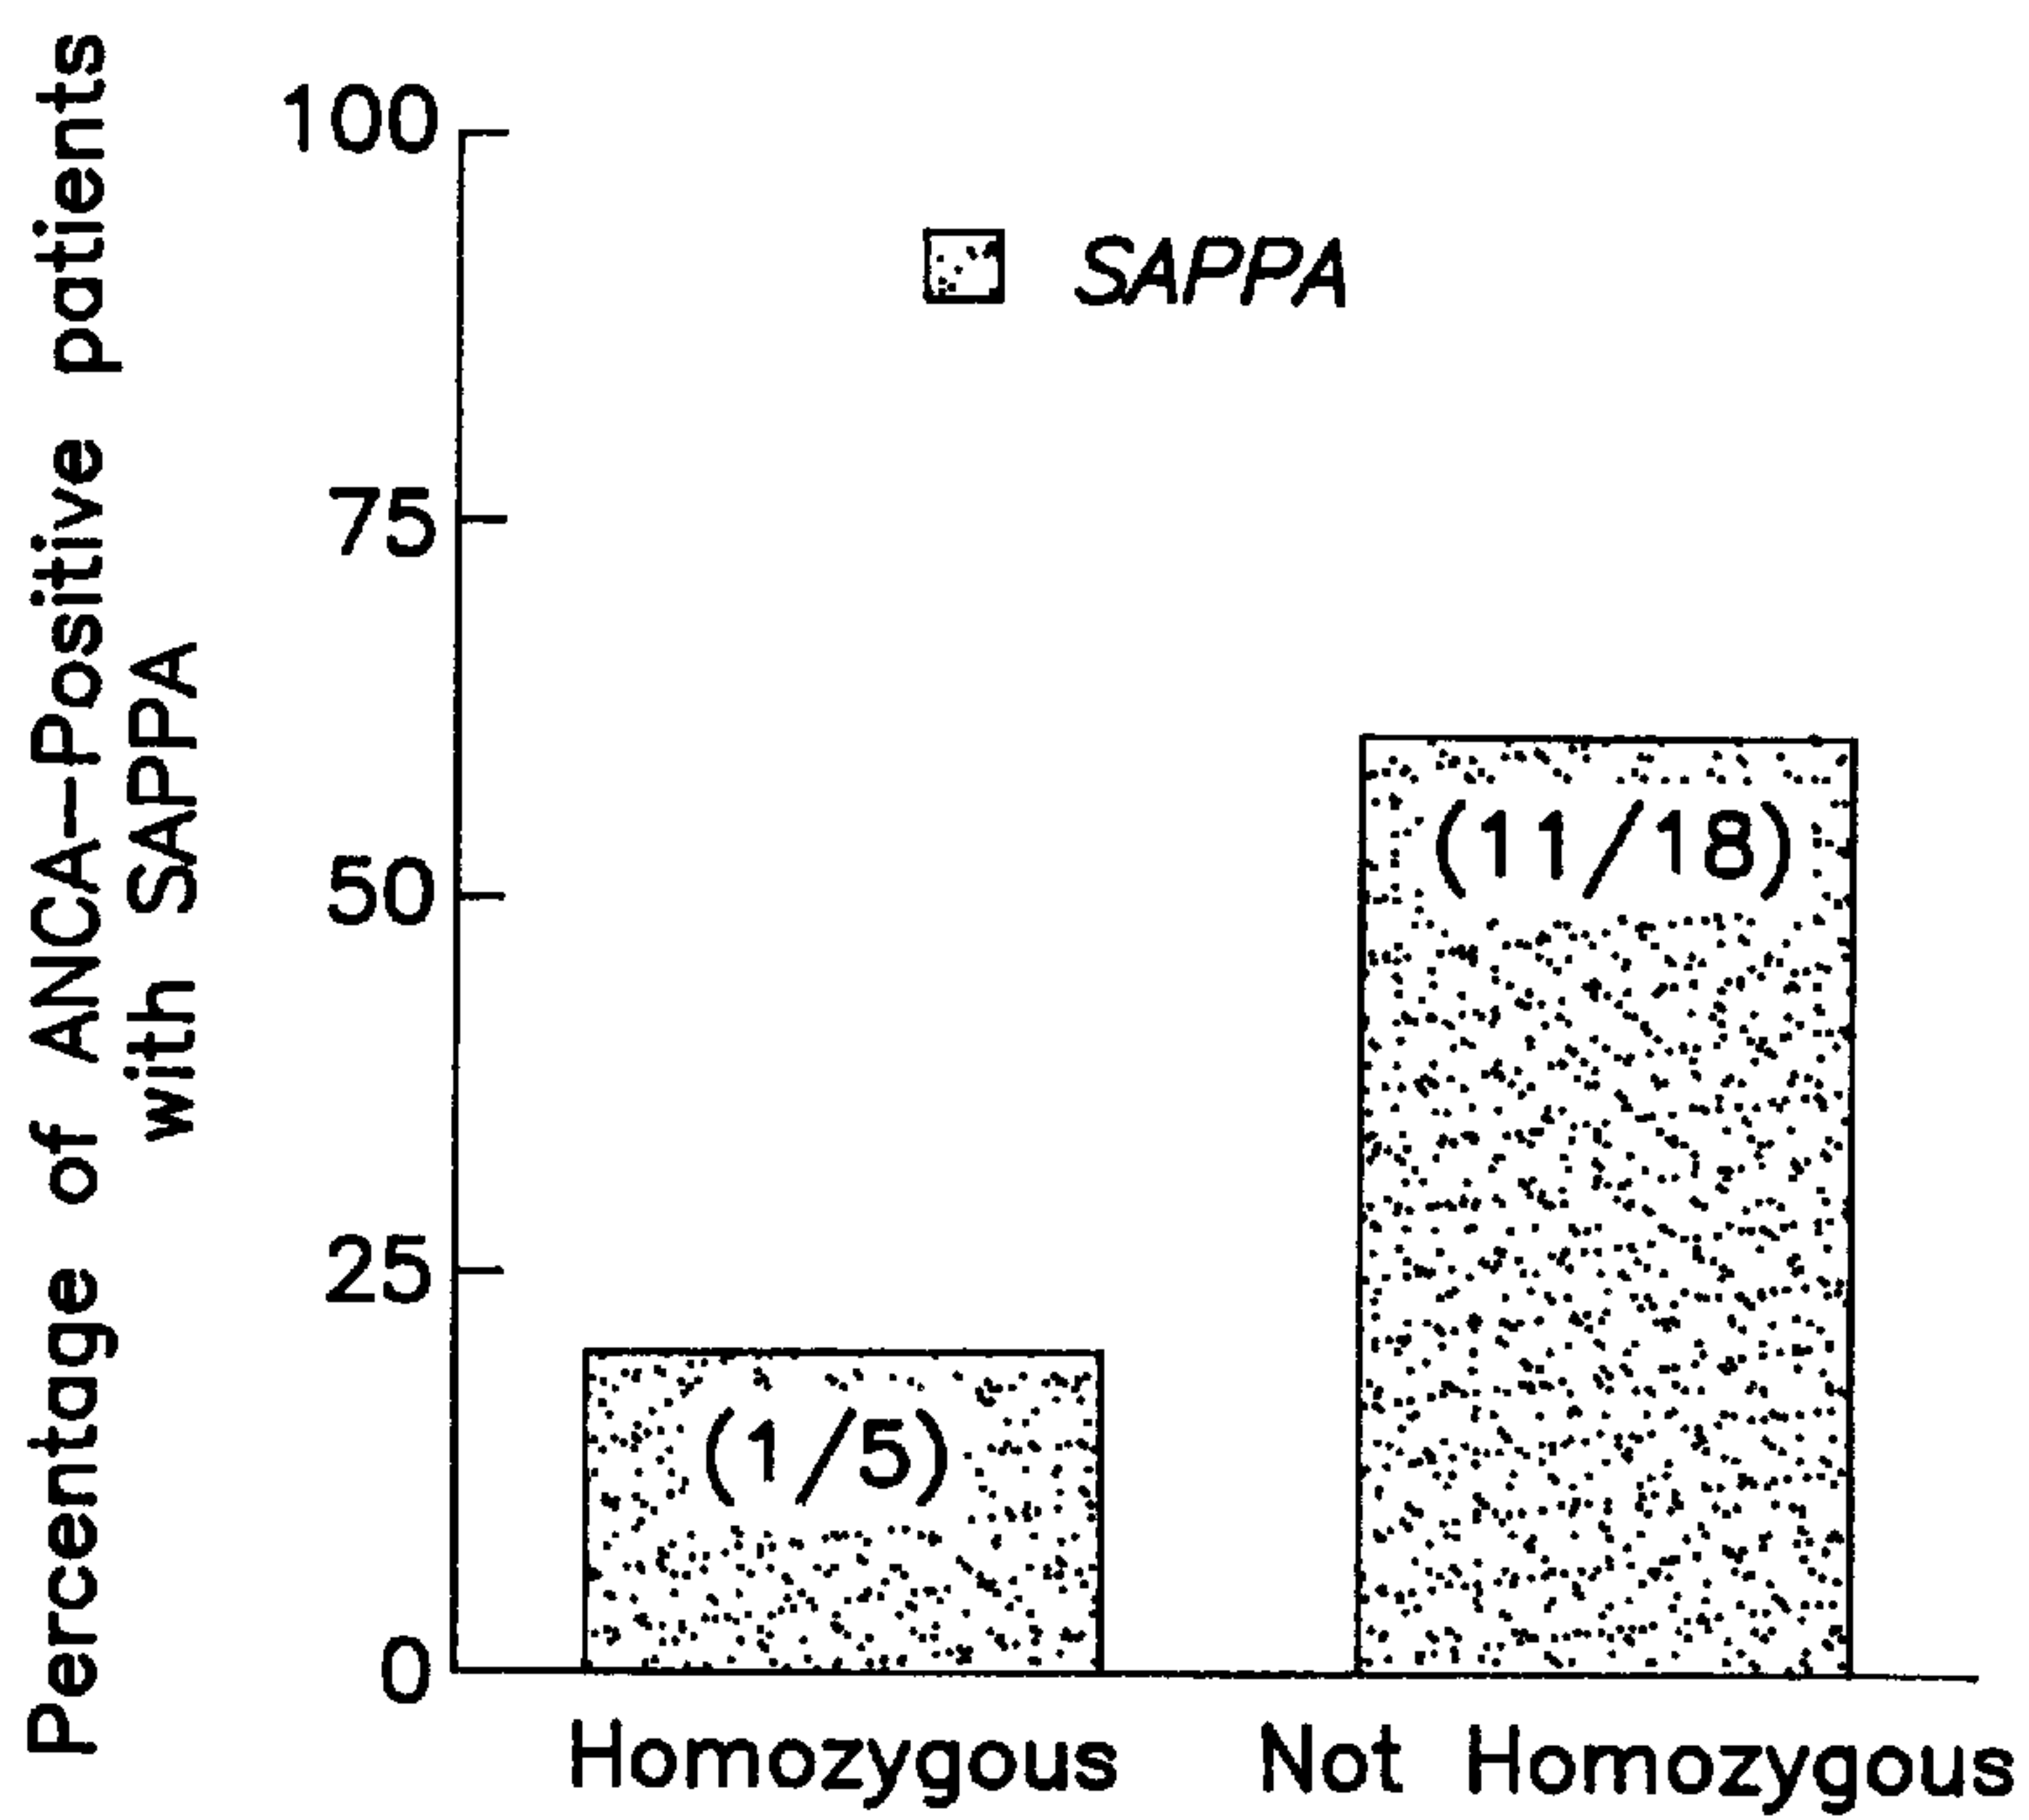 Percentage of ANCA-Positive patients
with SAPPA
100
75
50
25
0
SAPPA
(1/5)
(11/18)
Homozygous
Not Homozygous